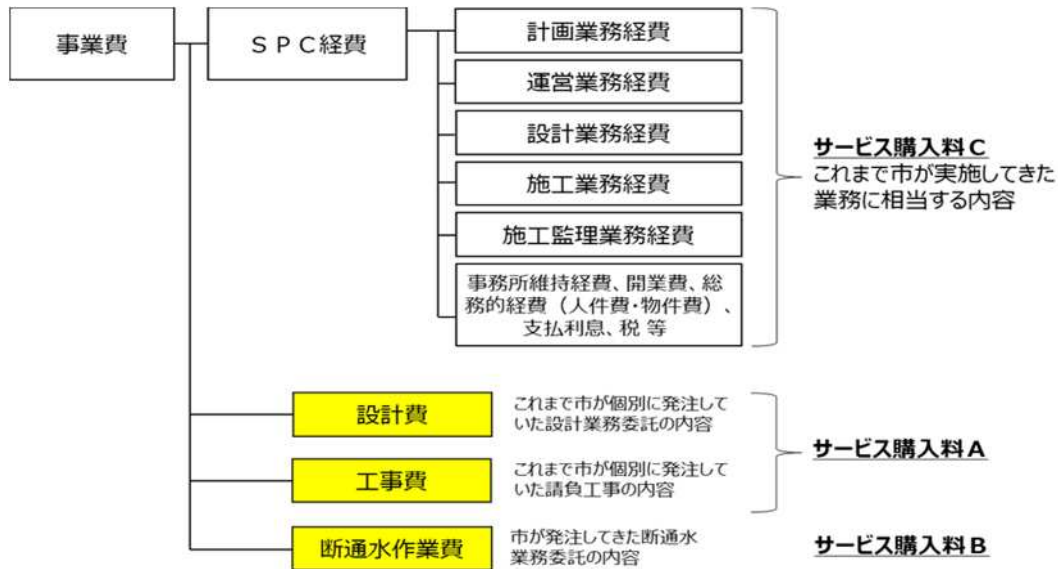 事業費
ＳＰＣ経費
計画業務経費
運営業務経費
設計業務経費
施工業務経費
施工監理業務経費
事務所維持経費、開業費、総
務的経費（人件費・物件費）、
支払利息、税 等
サービス購入料Ｃ
これまで市が実施してきた
業務に相当する内容
設計費
これまで市が個別に発注して
いた設計業務委託の内容
工事費
これまで市が個別に発注して
いた請負工事の内容
サービス購入料Ａ
断通水作業費
市が発注してきた断通水
業務委託の内容
サービス購入料Ｂ